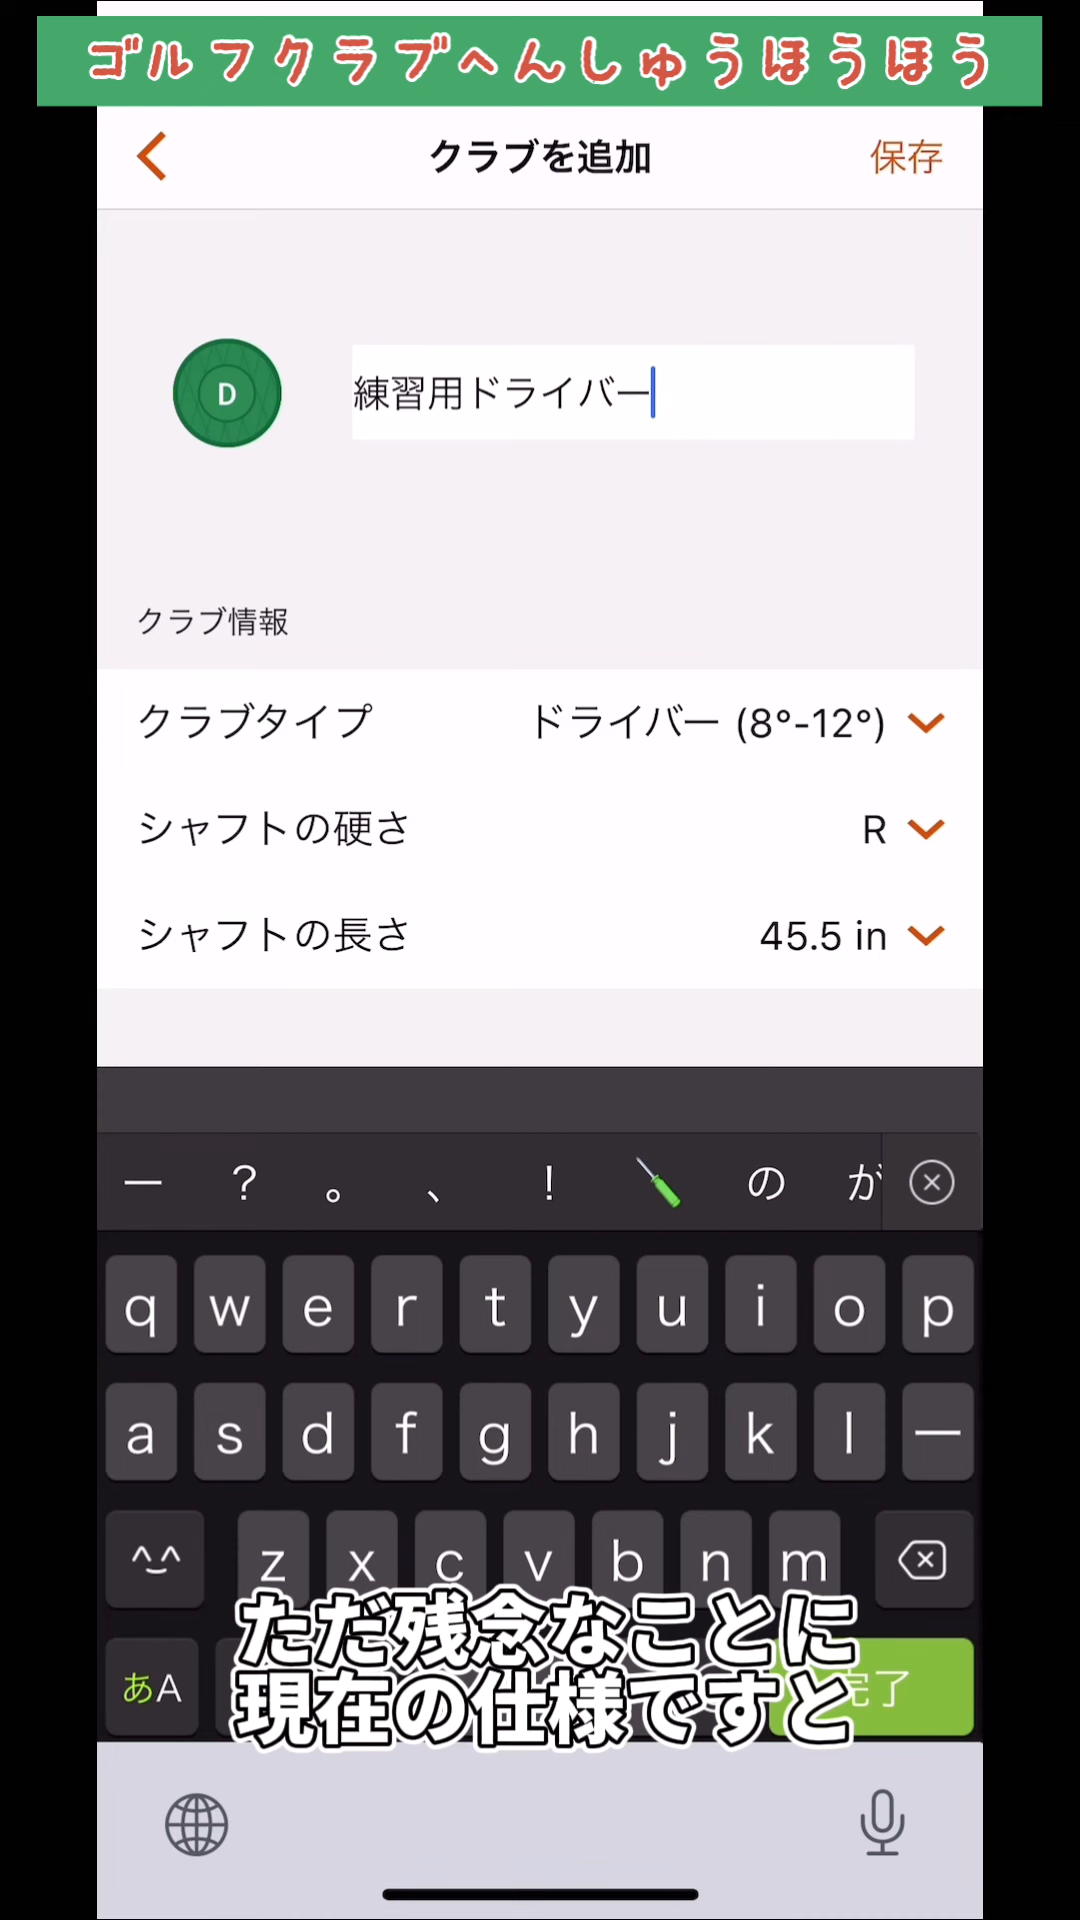 ゴルフクラブへんしゅうほうほう
クラブを追加
保存
D
練習用ドライバー
クラブ情報
クラブタイプ
ドライバー (8°-12°)
シャフトの硬さ
R
シャフトの長さ
45.5 in
ー ? 。 、 ! の が
q w e r t y u i o p
a s d f g h j k l ー
^_^ z x c v b n m
ただ残念なことに
あA
完了
現在の仕様ですと